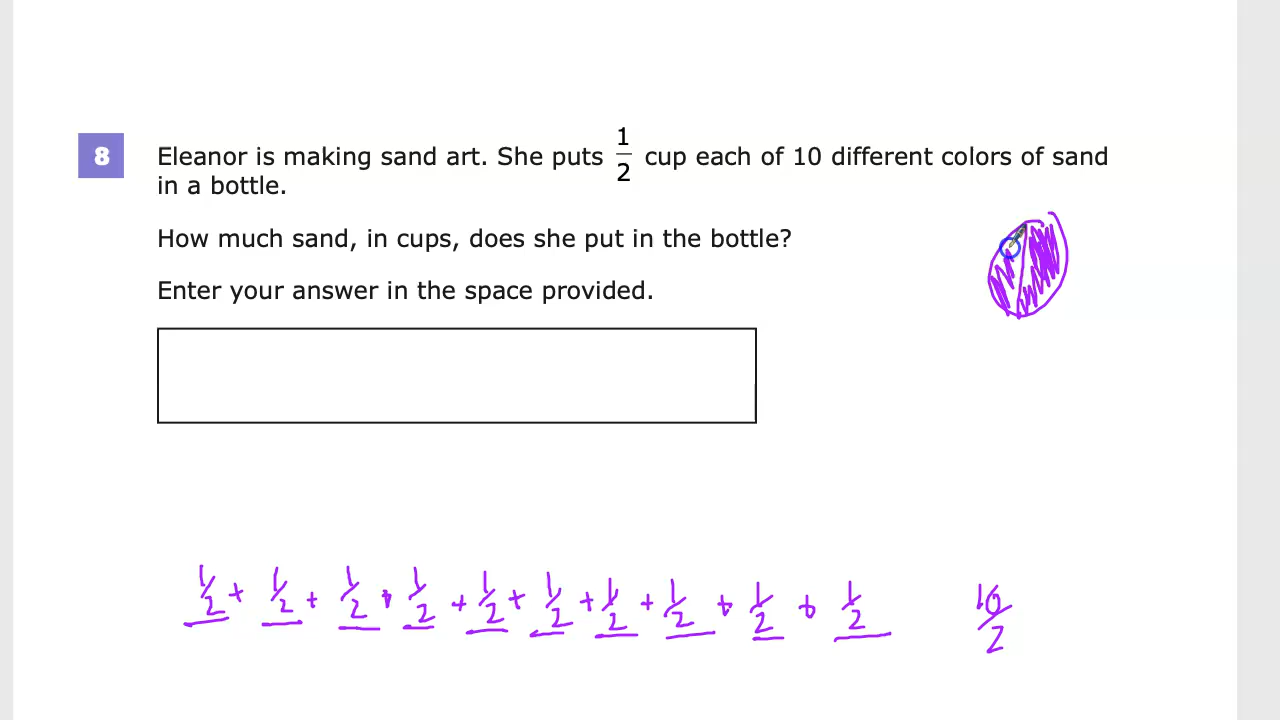 8
Eleanor is making sand art. She puts 1/2 cup each of 10 different colors of sand
in a bottle.
How much sand, in cups, does she put in the bottle?
Enter your answer in the space provided.
1/2 + 1/2 + 1/2 + 1/2 + 1/2 + 1/2 + 1/2 + 1/2 + 1/2 + 1/2 10/2